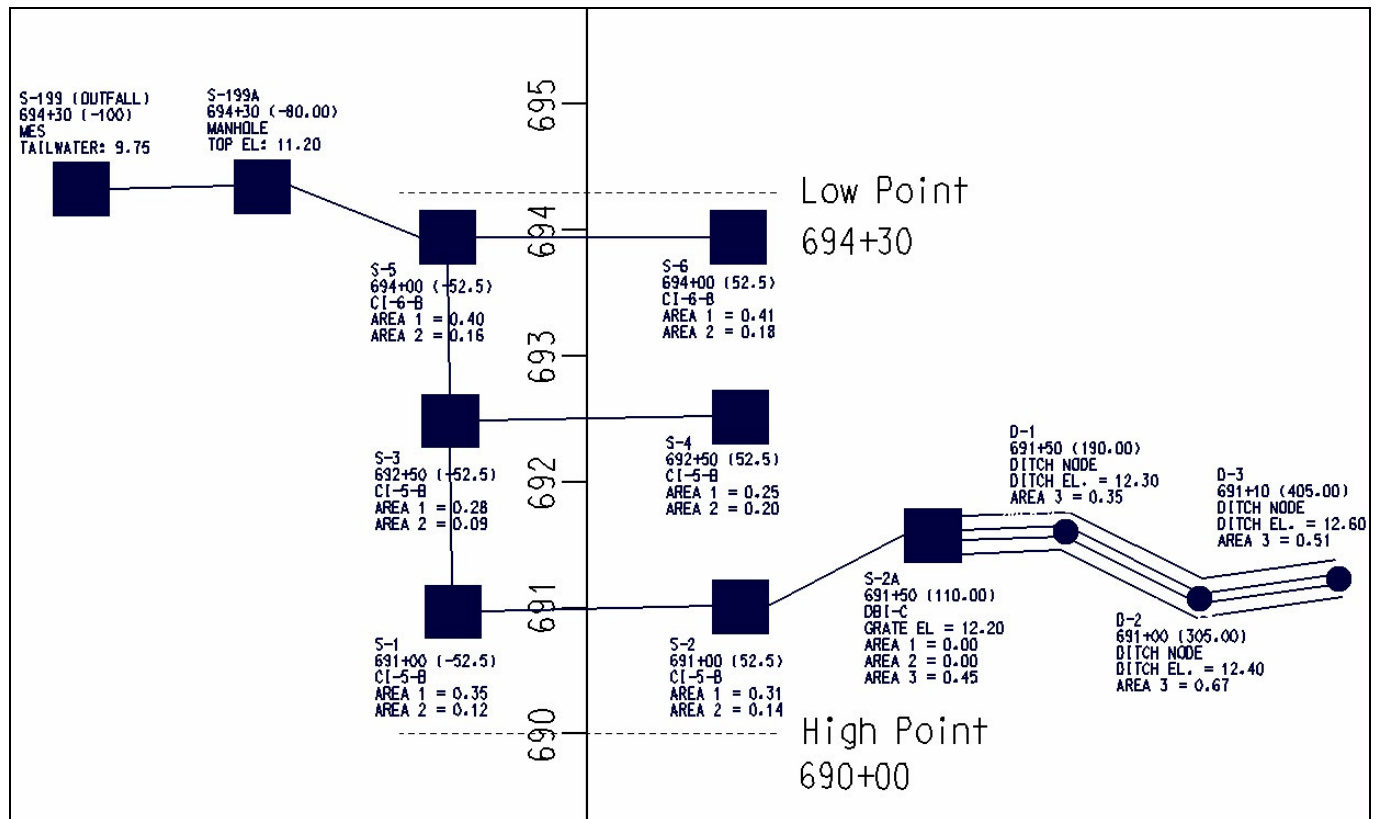 S-199 (OUTFALL)
694+30 (-100)
MES
TAILWATER: 9.75
S-199A
694+30 (-80.00)
MANHOLE
TOP EL: 11.20
695
Low Point
694+30
694
S-5
694+00 (-52.5)
CI-6-B
AREA 1 = 0.40
AREA 2 = 0.16
S-6
694+00 (52.5)
CI-6-B
AREA 1 = 0.41
AREA 2 = 0.18
693
S-3
692+50 (-52.5)
CI-5-B
AREA 1 = 0.28
AREA 2 = 0.09
S-4
692+50 (52.5)
CI-5-B
AREA 1 = 0.25
AREA 2 = 0.20
692
D-1
691+50 (190.00)
DITCH NODE
DITCH EL. = 12.30
AREA 3 = 0.35
D-3
691+10 (405.00)
DITCH NODE
DITCH EL. = 12.60
AREA 3 = 0.51
691
S-2A
691+50 (110.00)
DBI-C
GRATE EL = 12.20
AREA 1 = 0.00
AREA 2 = 0.00
AREA 3 = 0.45
D-2
691+00 (305.00)
DITCH NODE
DITCH EL. = 12.40
AREA 3 = 0.67
S-1
691+00 (-52.5)
CI-5-B
AREA 1 = 0.35
AREA 2 = 0.12
S-2
691+00 (52.5)
CI-5-B
AREA 1 = 0.31
AREA 2 = 0.14
690
High Point
690+00